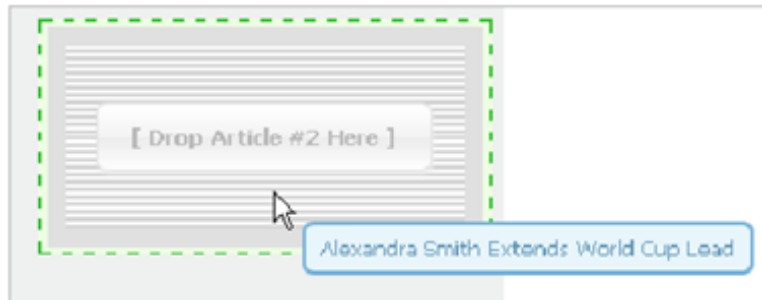 [ Drop Article #2 Here ]
Alexandra Smith Extends World Cup Lead